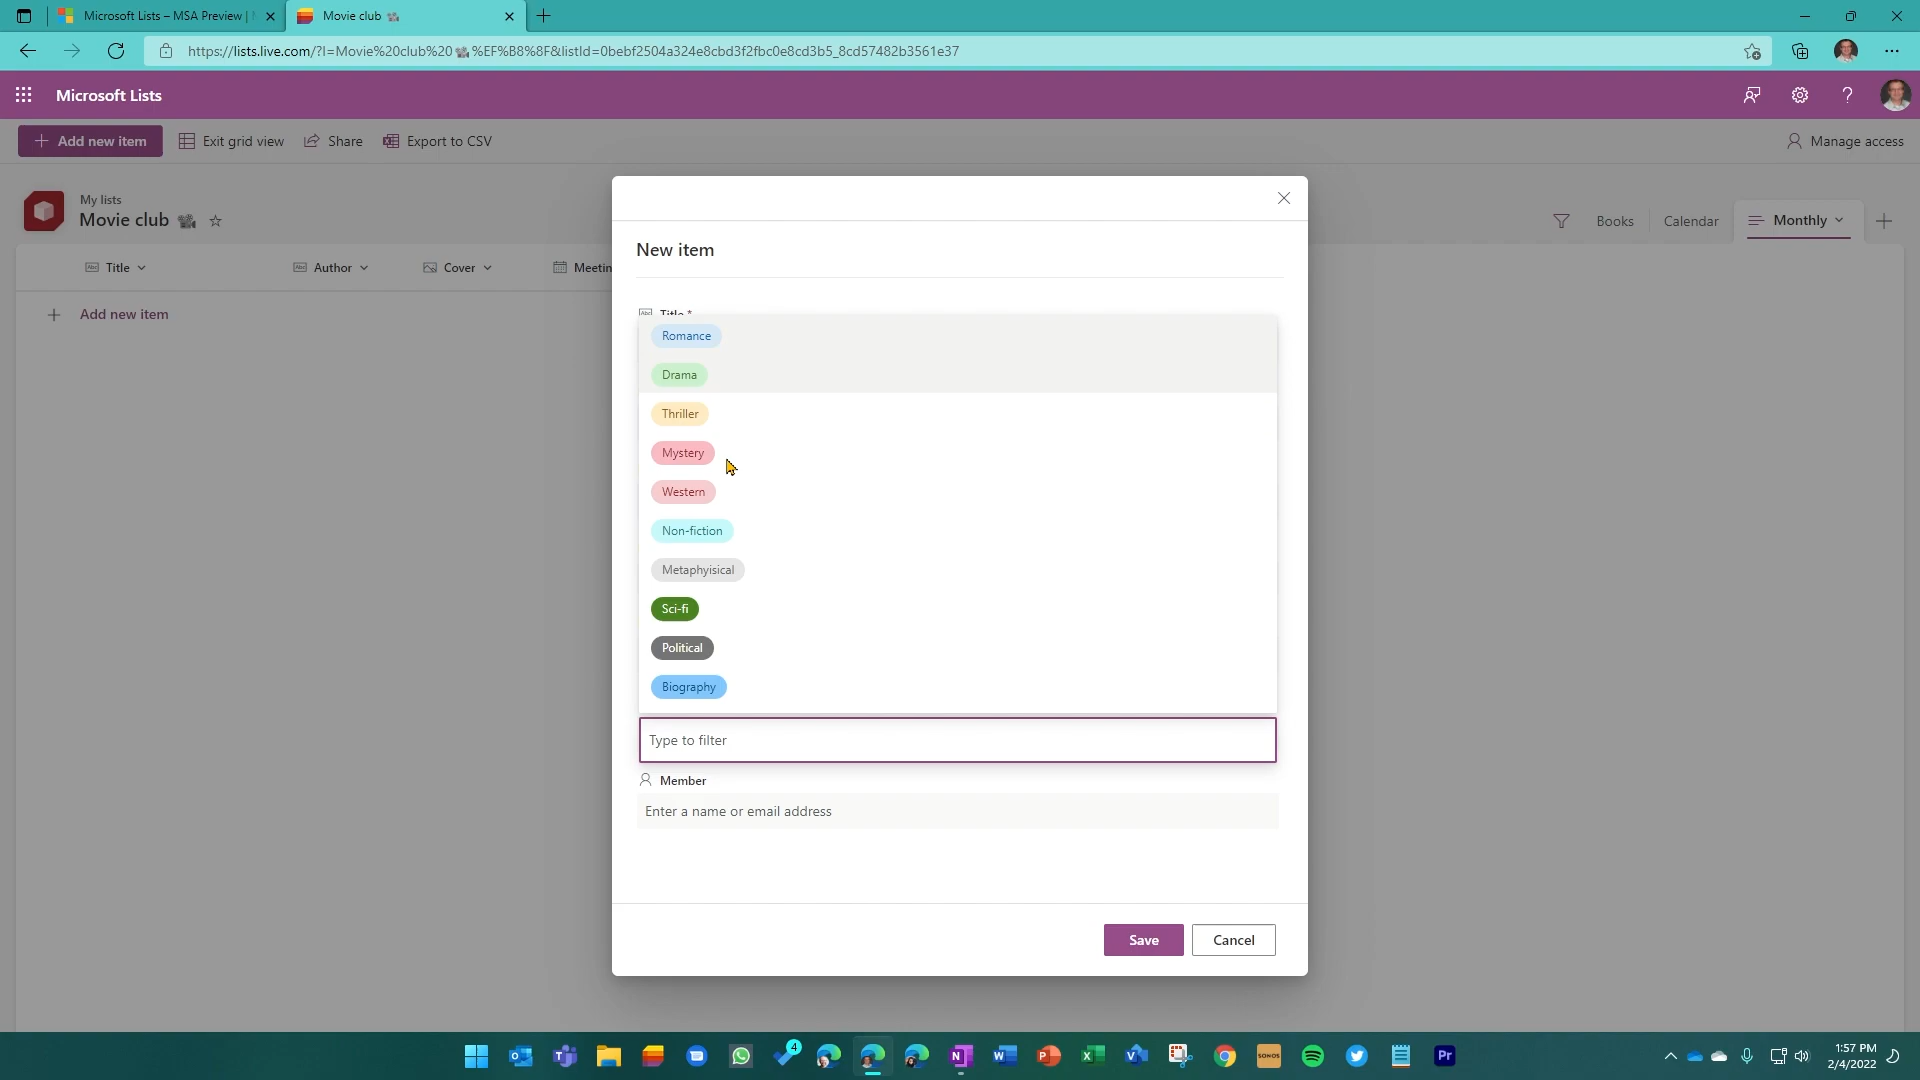 Microsoft Lists – MSA Preview |
Movie club
https://lists.live.com/?l=Movie%20club%20📽%EF%B8%8F&listId=0bebf2504a324e8cbd3f2fbc0e8cd3b5_8cd57482b3561e37
Microsoft Lists
Add new item
Exit grid view
Share
Export to CSV
Manage access
My lists
Movie club
Books
Calendar
Monthly
Title
Author
Cover
Meetin
Add new item
New item
Title *
Romance
Drama
Thriller
Mystery
Western
Non-fiction
Metaphyisical
Sci-fi
Political
Biography
Type to filter
Member
Enter a name or email address
Save
Cancel
4
SONOS
Pr
1:57 PM
2/4/2022